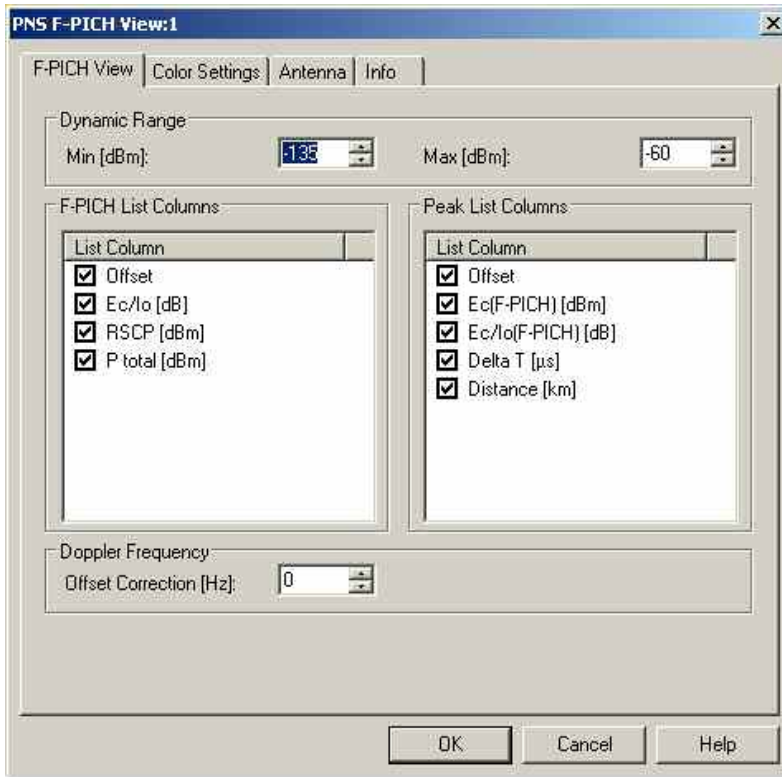 PNS F-PICH View:1
F-PICH View Color Settings Antenna Info
Dynamic Range
Min [dBm]: -135 Max [dBm]: -60
F-PICH List Columns
List Column
Offset
Ec/Io [dB]
RSCP [dBm]
P total [dBm]
Peak List Columns
List Column
Offset
Ec(F-PICH) [dBm]
Ec/Io(F-PICH) [dB]
Delta T [µs]
Distance [km]
Doppler Frequency
Offset Correction [Hz]: 0
OK Cancel Help